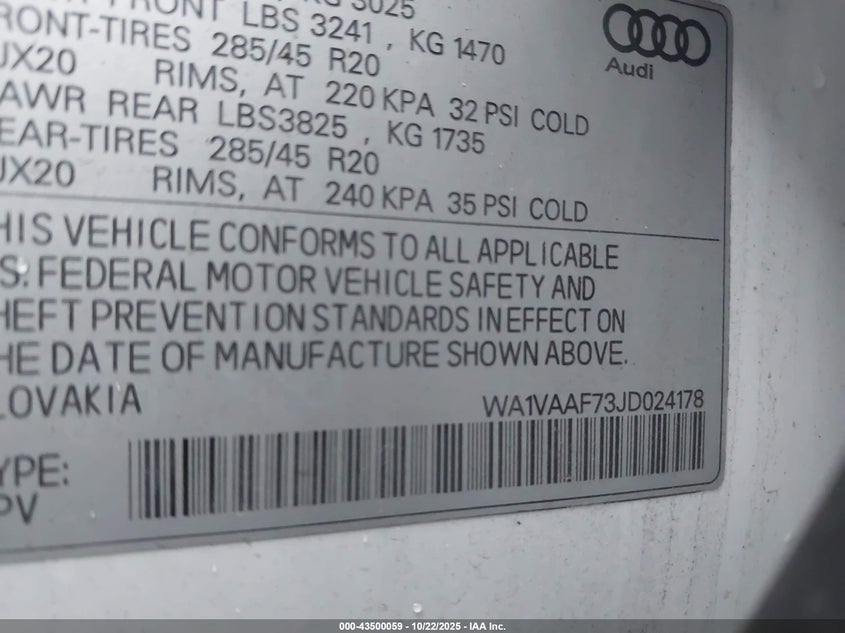 KG 3025
FRONT LBS 3241 , KG 1470
RONT-TIRES 285/45 R20
JX20 RIMS, AT 220 KPA 32 PSI COLD
AWR REAR LBS3825 , KG 1735
EAR-TIRES 285/45 R20
JX20 RIMS, AT 240 KPA 35 PSI COLD
Audi
HIS VEHICLE CONFORMS TO ALL APPLICABLE
.S. FEDERAL MOTOR VEHICLE SAFETY AND
HEFT PREVENTION STANDARDS IN EFFECT ON
HE DATE OF MANUFACTURE SHOWN ABOVE.
LOVAKIA WA1VAAF73JD024178
YPE:
PV
000-43500059 - 10/22/2025 - IAA Inc.